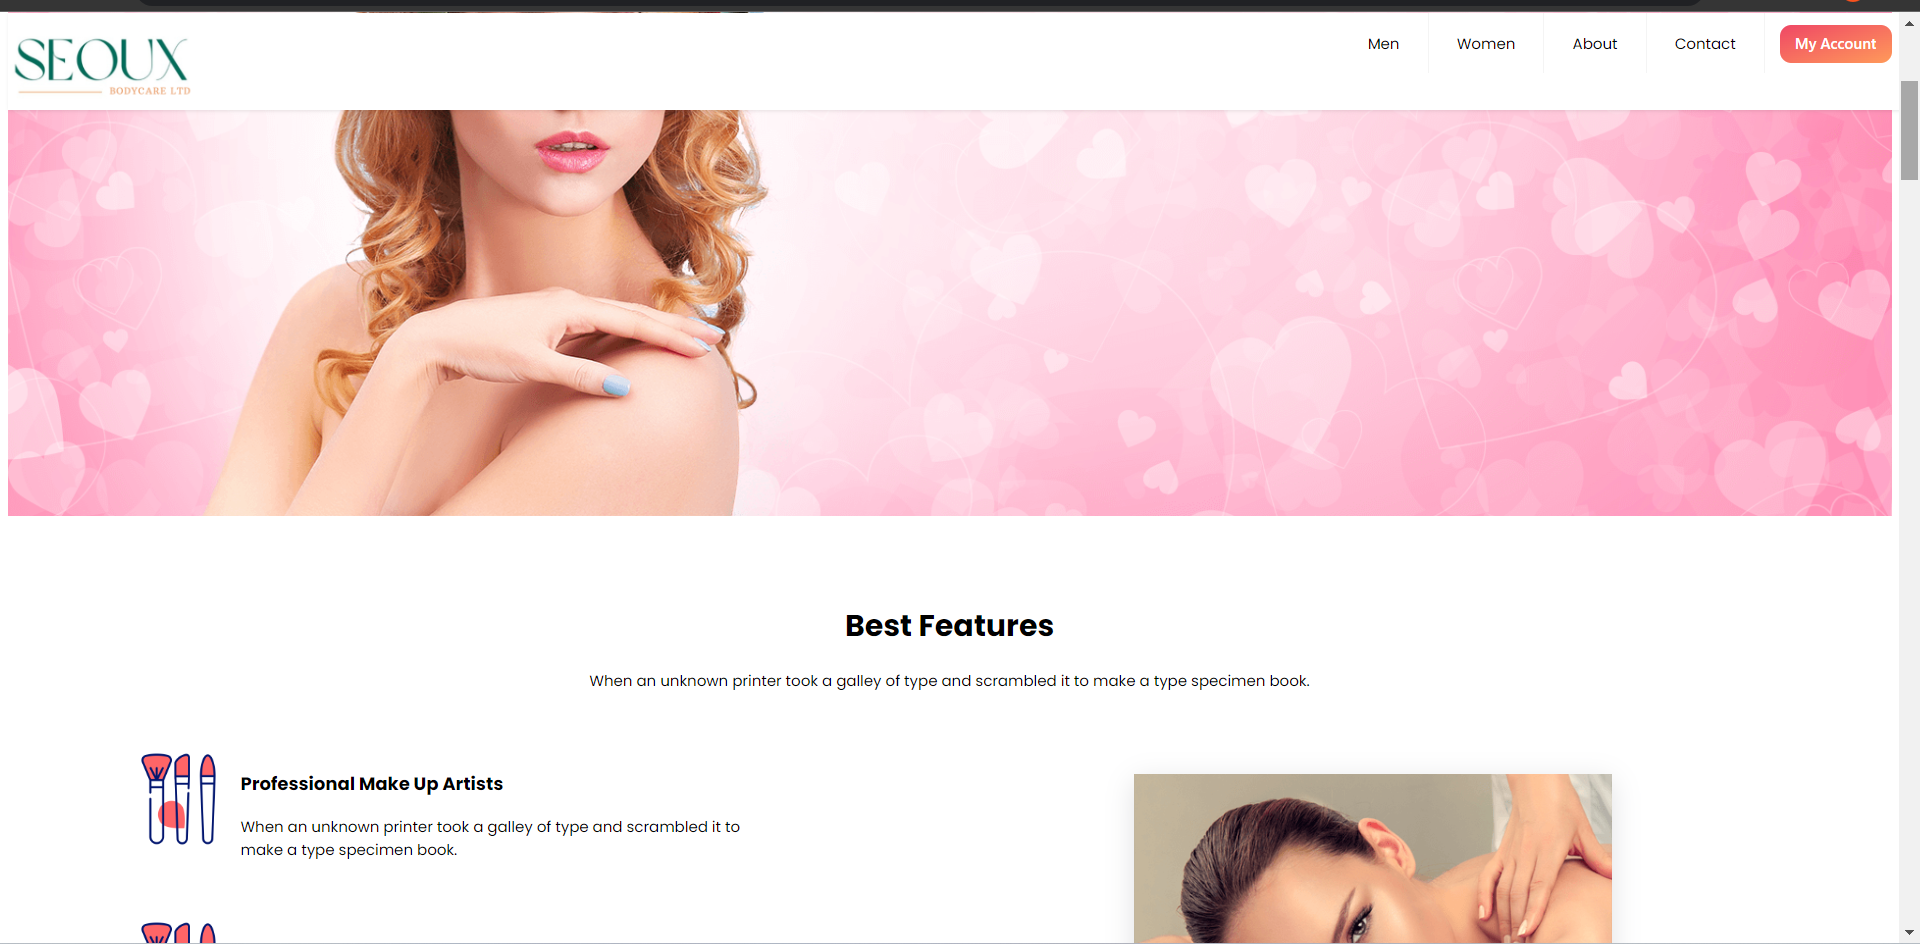 SEOUX
BODYCARE LTD
Men
Women
About
Contact
My Account
Best Features
When an unknown printer took a galley of type and scrambled it to make a type specimen book.
Professional Make Up Artists
When an unknown printer took a galley of type and scrambled it to
make a type specimen book.